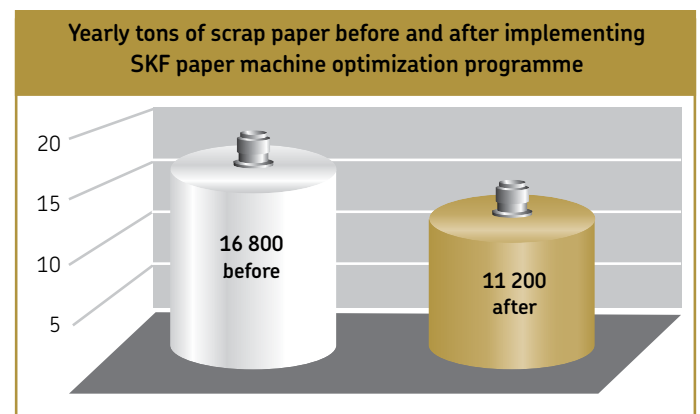 Yearly tons of scrap paper before and after implementing
SKF paper machine optimization programme
20
15
10
5
16 800
before
11 200
after